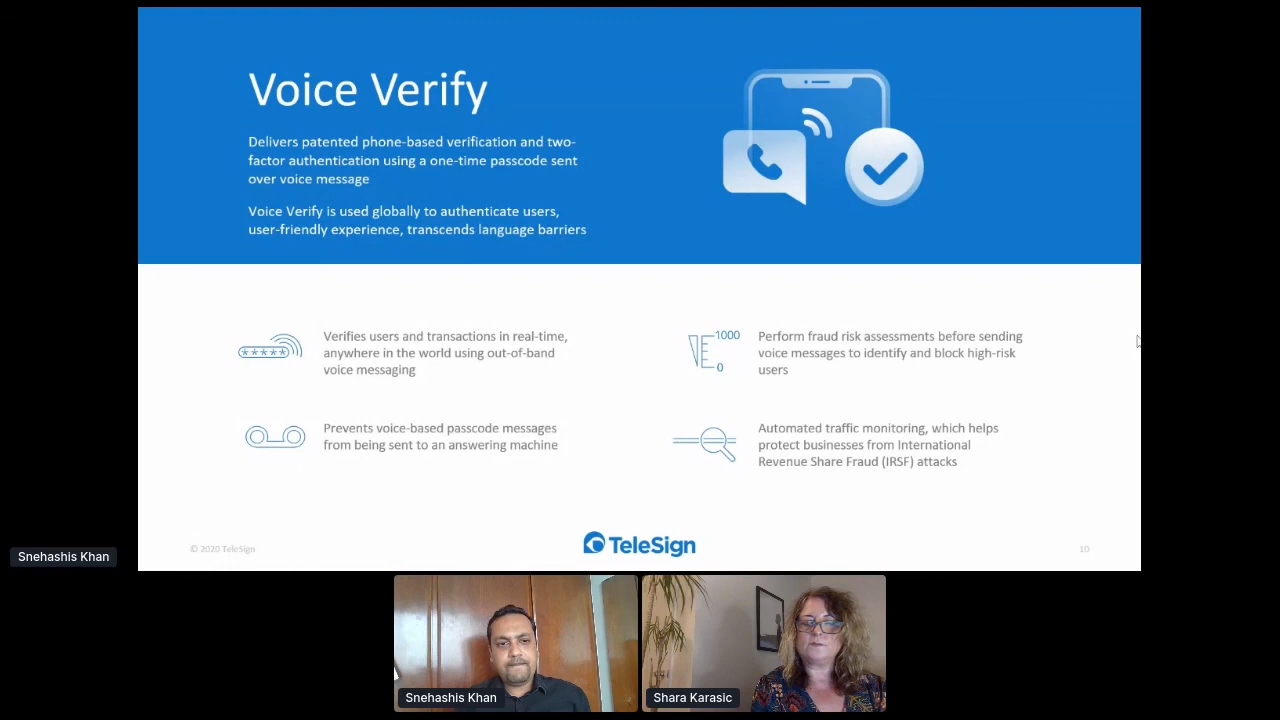 Voice Verify
Delivers patented phone-based verification and two-
factor authentication using a one-time passcode sent
over voice message
Voice Verify is used globally to authenticate users,
user-friendly experience, transcends language barriers
*****
Verifies users and transactions in real-time,
anywhere in the world using out-of-band
voice messaging
1000
0
Perform fraud risk assessments before sending
voice messages to identify and block high-risk
users
Prevents voice-based passcode messages
from being sent to an answering machine
Automated traffic monitoring, which helps
protect businesses from International
Revenue Share Fraud (IRSF) attacks
© 2020 TeleSign
TeleSign
10
Snehashis Khan
Snehashis Khan
Shara Karasic